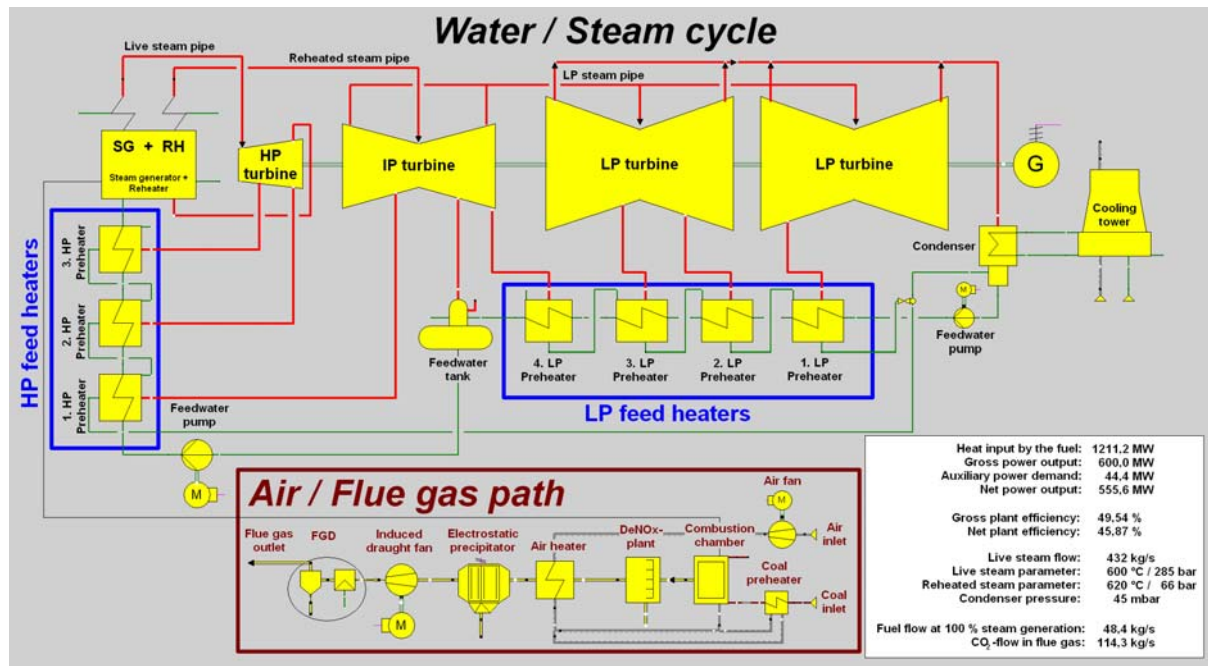 Water / Steam cycle
Live steam pipe
Reheated steam pipe
LP steam pipe
SG + RH
Steam generator +
Reheater
HP
turbine
IP turbine
LP turbine
LP turbine
G
Cooling
tower
Condenser
HP feed heaters
3. HP
Preheater
2. HP
Preheater
1. HP
Preheater
M
Feedwater
pump
Feedwater
tank
4. LP
Preheater
3. LP
Preheater
2. LP
Preheater
1. LP
Preheater
LP feed heaters
Feedwater
pump
M
Air / Flue gas path
Flue gas
outlet
FGD
Induced
draught fan
M
Electrostatic
precipitator
Air heater
DeNOx-
plant
Combustion
chamber
Air fan
M
Air
inlet
Coal
preheater
Coal
inlet
Heat input by the fuel: 1211,2 MW
Gross power output: 600,0 MW
Auxiliary power demand: 44,4 MW
Net power output: 555,6 MW
Gross plant efficiency: 49,54 %
Net plant efficiency: 45,87 %
Live steam flow: 432 kg/s
Live steam parameter: 600 °C / 285 bar
Reheated steam parameter: 620 °C / 66 bar
Condenser pressure: 45 mbar
Fuel flow at 100 % steam generation: 48,4 kg/s
CO2-flow in flue gas: 114,3 kg/s